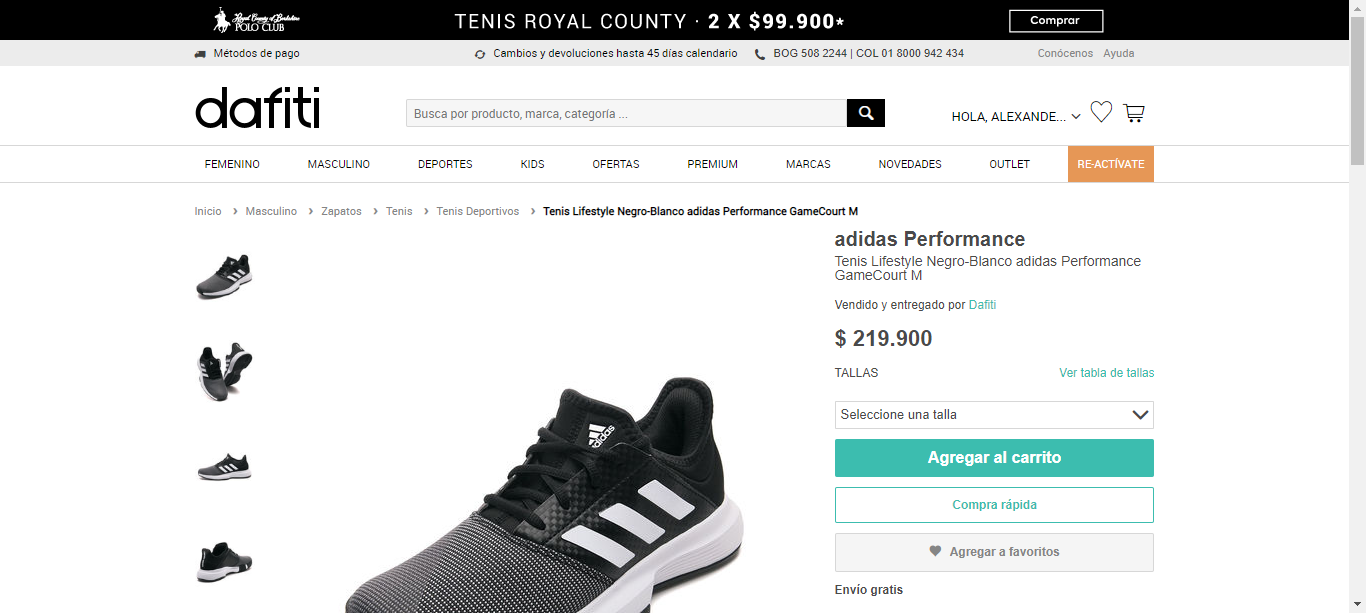 Royal County of Berkshire
POLO CLUB
TENIS ROYAL COUNTY · 2 X $99.900*
Comprar
Métodos de pago
Cambios y devoluciones hasta 45 días calendario
BOG 508 2244 | COL 01 8000 942 434
Conócenos
Ayuda
dafiti
Busca por producto, marca, categoría ...
HOLA, ALEXANDE...
FEMENINO
MASCULINO
DEPORTES
KIDS
OFERTAS
PREMIUM
MARCAS
NOVEDADES
OUTLET
RE-ACTÍVATE
Inicio > Masculino > Zapatos > Tenis > Tenis Deportivos > Tenis Lifestyle Negro-Blanco adidas Performance GameCourt M
adidas Performance
Tenis Lifestyle Negro-Blanco adidas Performance
GameCourt M
Vendido y entregado por Dafiti
$ 219.900
TALLAS
Ver tabla de tallas
Seleccione una talla
Agregar al carrito
Compra rápida
Agregar a favoritos
Envío gratis
adidas